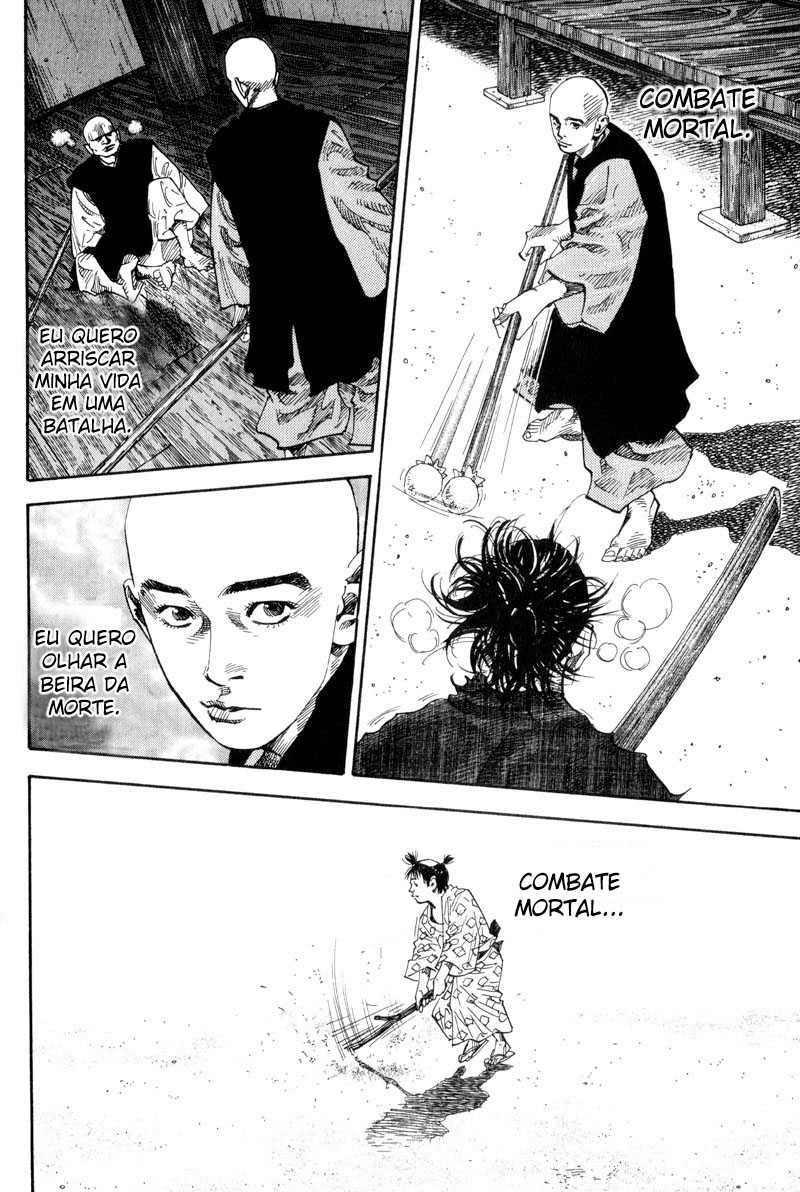 COMBATE
MORTAL.
EU QUERO
ARRISCAR
MINHA VIDA
EM UMA
BATALHA.
EU QUERO
OLHAR A
BEIRA DA
MORTE.
COMBATE
MORTAL...